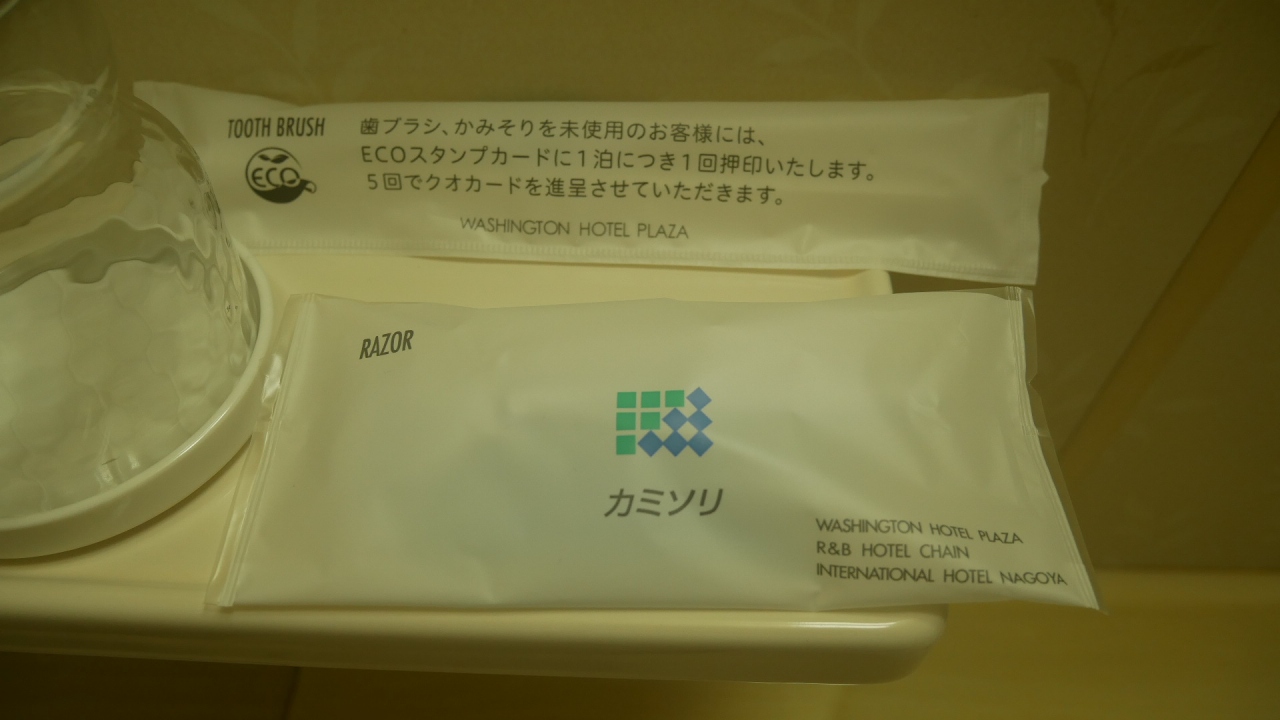 TOOTH BRUSH
ECO
歯ブラシ、かみそりを未使用のお客様には、
ECOスタンプカードに1泊につき1回押印いたします。
5回でクオカードを進呈させていただきます。
WASHINGTON HOTEL PLAZA
RAZOR
カミソリ
WASHINGTON HOTEL PLAZA
R&B HOTEL CHAIN
INTERNATIONAL HOTEL NAGOYA